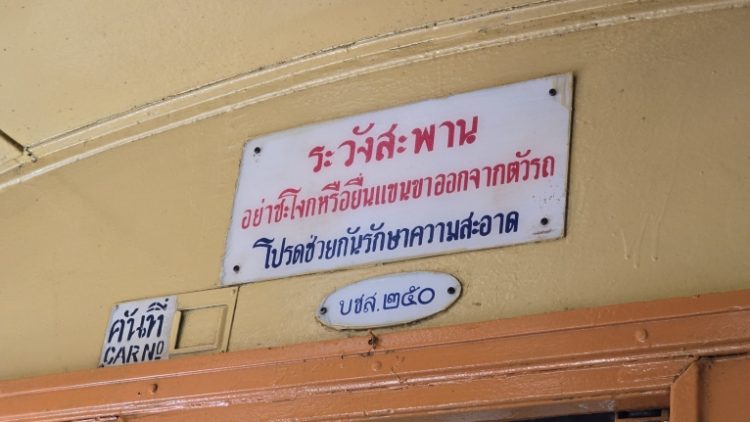 ระวังสะพาน
อย่าชะโงกหรือยื่นแขนขาออกจากตัวรถ
โปรดช่วยกันรักษาความสะอาด
บชส.๒๕๐
คันที่
CAR Nº